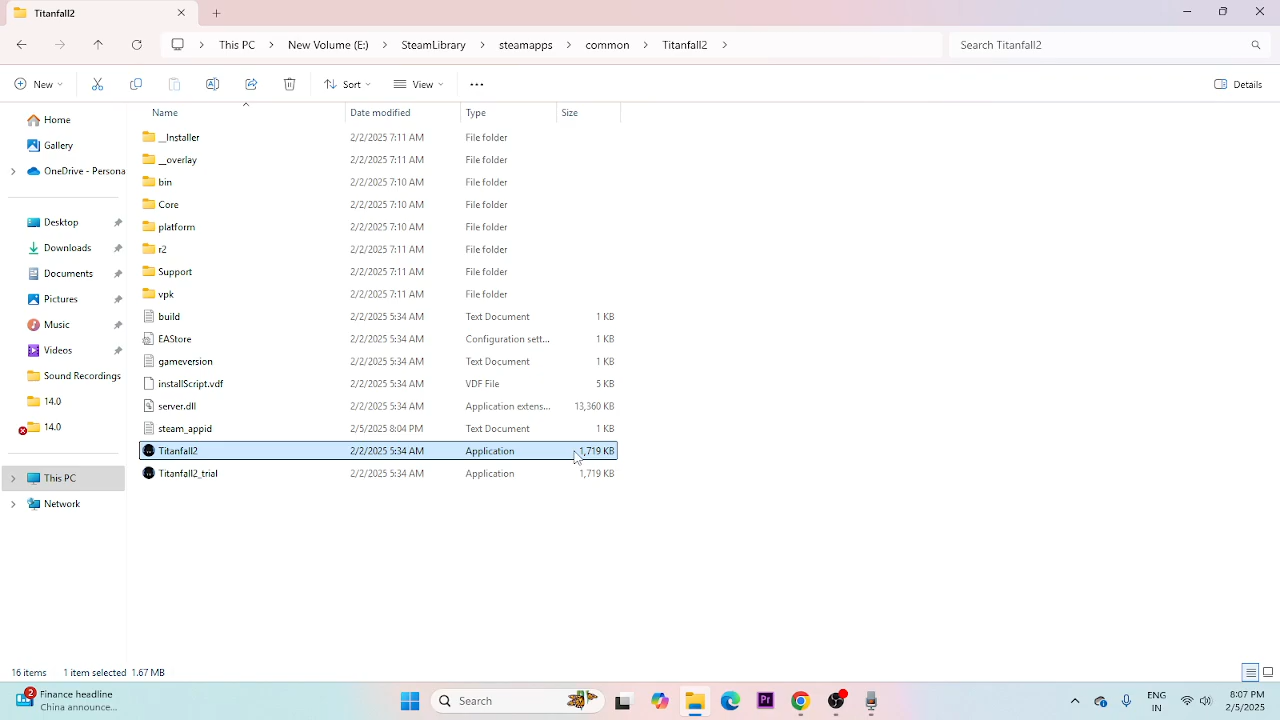 Titanfall2
This PC > New Volume (E:) > SteamLibrary > steamapps > common > Titanfall2 >
Search Titanfall2
New
Sort
View
Details
Name Date modified Type Size
Home
Gallery
OneDrive - Persona
Desktop
Downloads
Documents
Pictures
Music
Videos
Sound Recordings
14.0
14.0
This PC
Network
__Installer 2/2/2025 7:11 AM File folder
__overlay 2/2/2025 7:11 AM File folder
bin 2/2/2025 7:10 AM File folder
Core 2/2/2025 7:10 AM File folder
platform 2/2/2025 7:10 AM File folder
r2 2/2/2025 7:11 AM File folder
Support 2/2/2025 7:11 AM File folder
vpk 2/2/2025 7:11 AM File folder
build 2/2/2025 5:34 AM Text Document 1 KB
EAStore 2/2/2025 5:34 AM Configuration sett... 1 KB
gameversion 2/2/2025 5:34 AM Text Document 1 KB
installScript.vdf 2/2/2025 5:34 AM VDF File 5 KB
server.dll 2/2/2025 5:34 AM Application extens... 13,360 KB
steam_appid 2/5/2025 8:04 PM Text Document 1 KB
Titanfall2 2/2/2025 5:34 AM Application 1,719 KB
Titanfall2_trial 2/2/2025 5:34 AM Application 1,719 KB
16 items 1 item selected 1.67 MB
2
Finance headline
China announce...
Search
Pr
ENG
IN
8:07 PM
2/5/2025